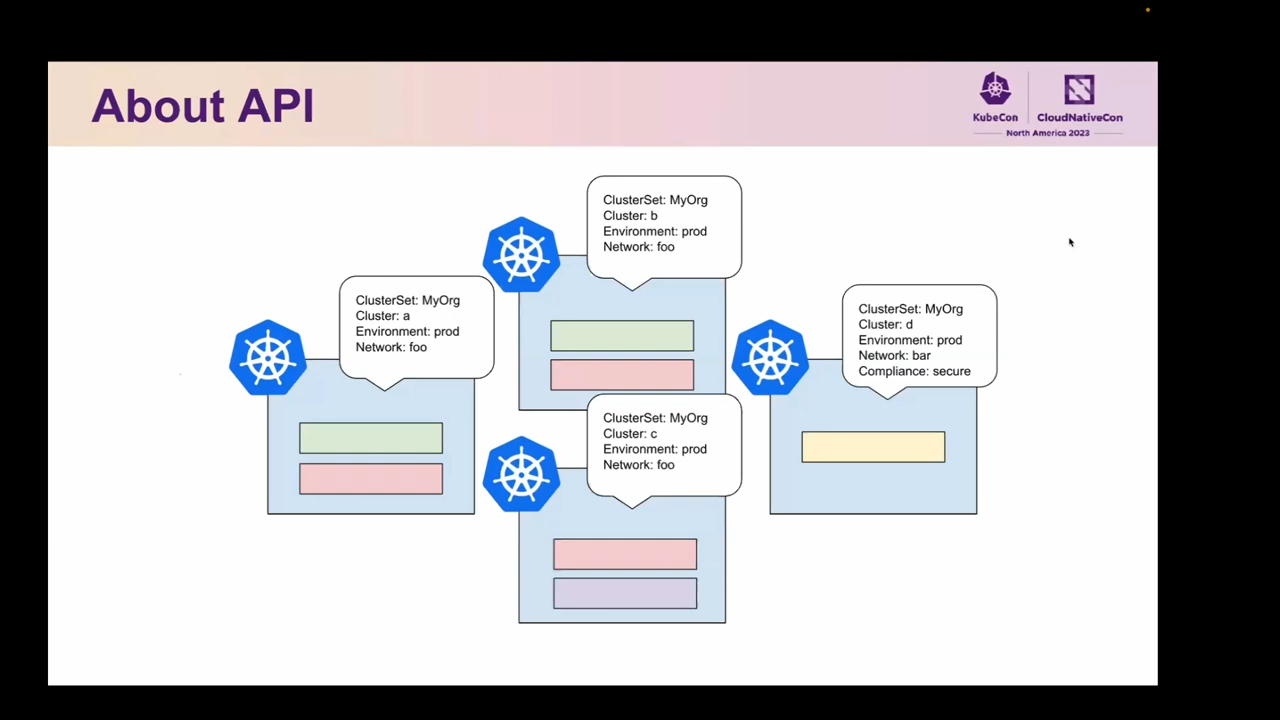 About API
KubeCon
CloudNativeCon
North America 2023
ClusterSet: MyOrg
Cluster: b
Environment: prod
Network: foo
ClusterSet: MyOrg
Cluster: a
Environment: prod
Network: foo
ClusterSet: MyOrg
Cluster: d
Environment: prod
Network: bar
Compliance: secure
ClusterSet: MyOrg
Cluster: c
Environment: prod
Network: foo